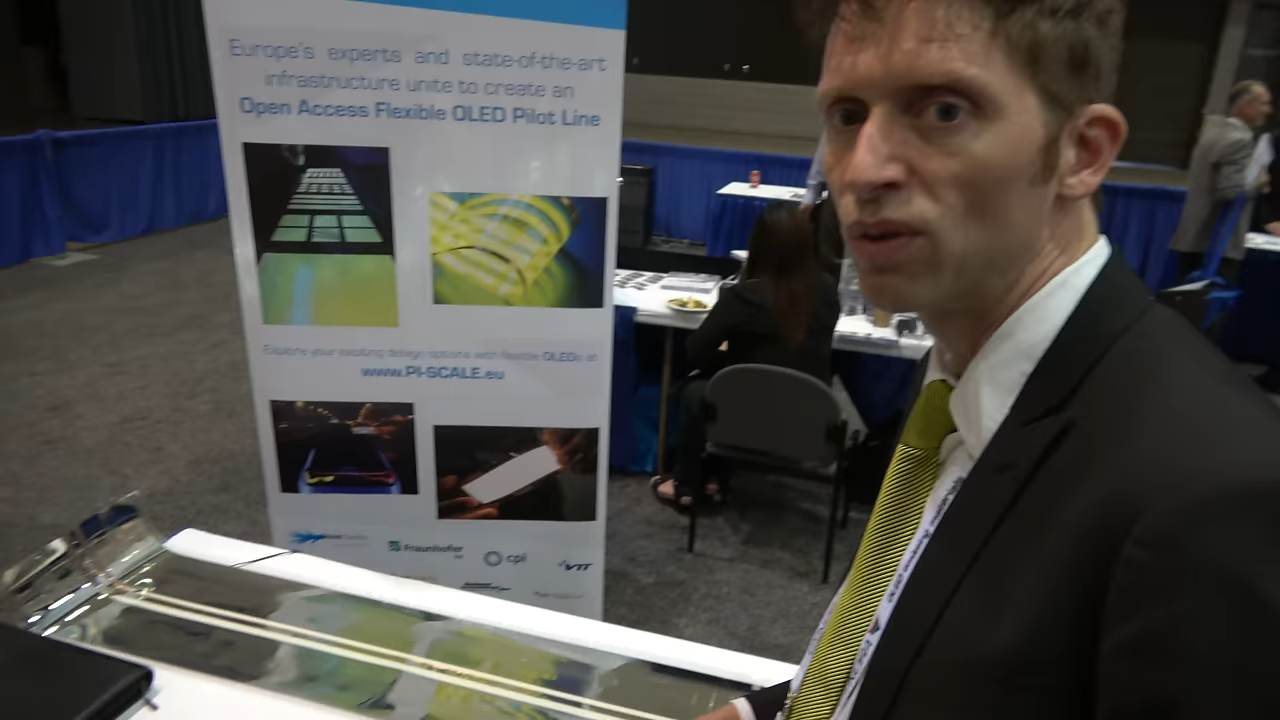 Europe's experts and state-of-the-art
infrastructure unite to create an
Open Access Flexible OLED Pilot Line
Explore your exciting design options with flexible OLEDs at
www.PI-SCALE.eu
Fraunhofer
cpi
VTT